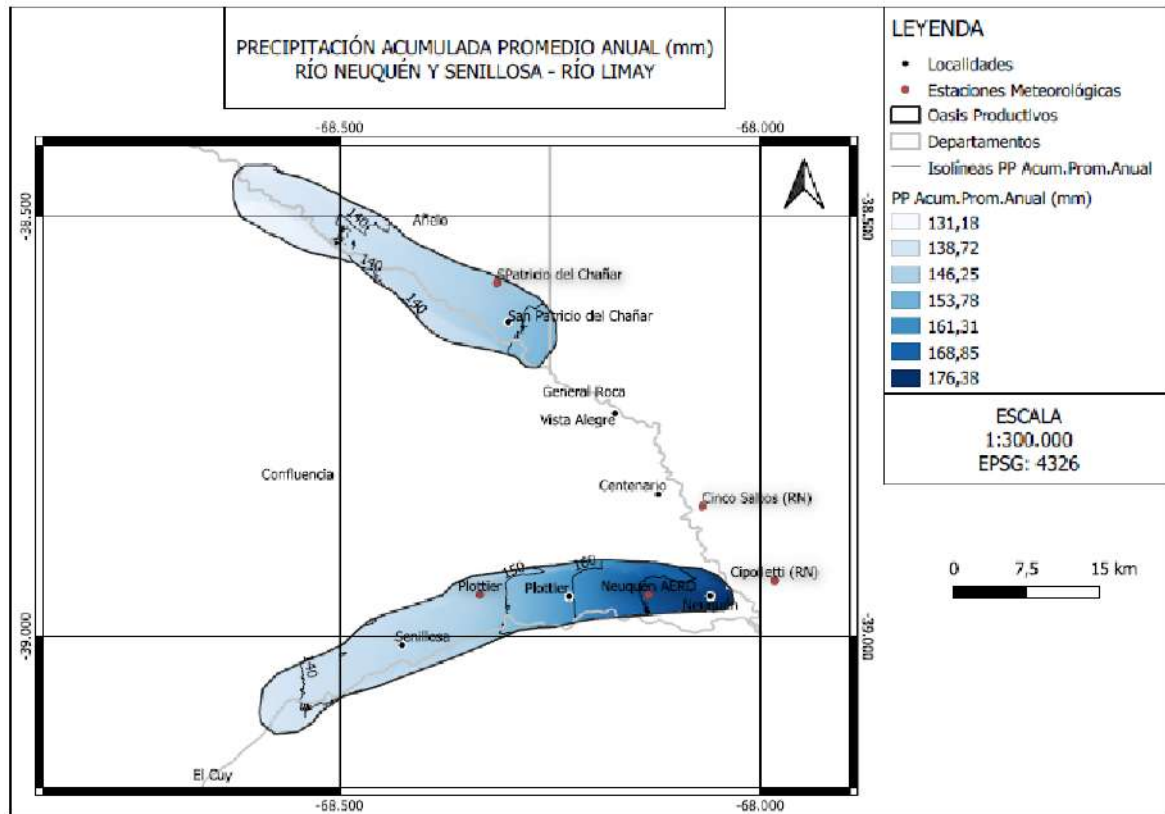 PRECIPITACIÓN ACUMULADA PROMEDIO ANUAL (mm)
RÍO NEUQUÉN Y SENILLOSA - RÍO LIMAY
LEYENDA
Localidades
Estaciones Meteorológicas
Oasis Productivos
Departamentos
Isolíneas PP Acum.Prom.Anual
PP Acum.Prom.Anual (mm)
131,18
138,72
146,25
153,78
161,31
168,85
176,38
ESCALA
1:300.000
EPSG: 4326
0 7,5 15 km
-68.500 -68.000
-38.500 -38.500
140
Añelo
140
140
SPatricio del Chañar
San Patricio del Chañar
General Roca
Vista Alegre
Confluencia
Centenario
Cinco Saltos (RN)
150 160
Cipolletti (RN)
Plottier Plottier Neuquén AERO
Neuquén
Senillosa
-39.000 -39.000
140
El Cuy
-68.500 -68.000